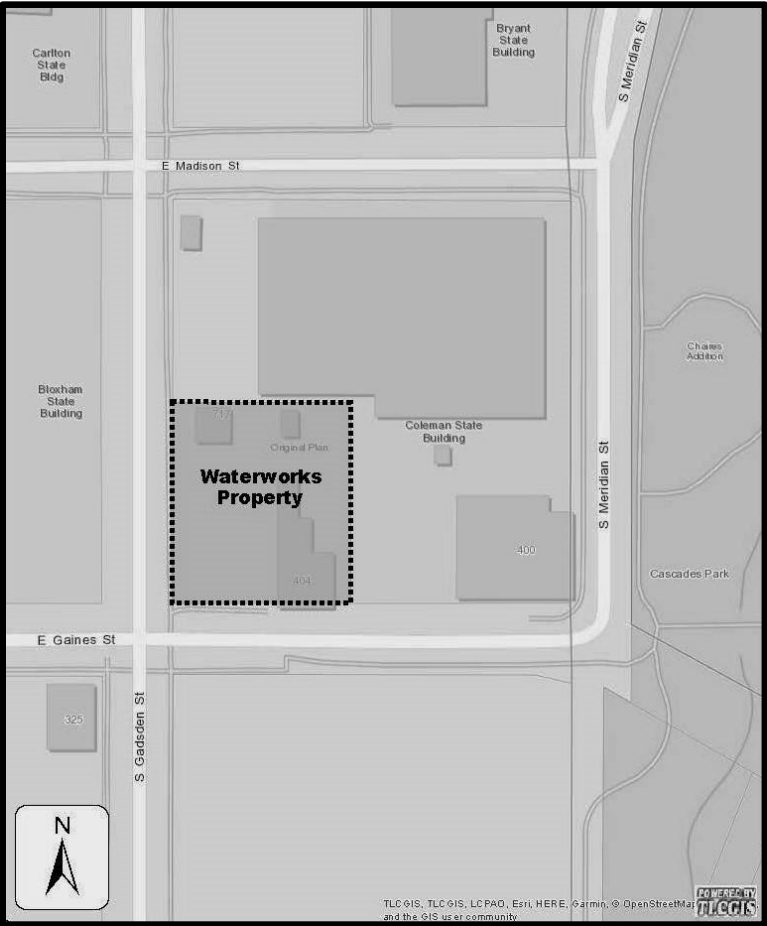 Carlton
State
Bldg
Bryant
State
Building
S Meridian St
E Madison St
Chaires
Addition
Bloxham
State
Building
717
Coleman State
Building
Original Plan
Waterworks
Property
S Meridian St
400
404
Cascades Park
E Gaines St
325
S Gadsden St
N
TLCGIS, TLCGIS, LCPAO, Esri, HERE, Garmin, © OpenStreetMap
and the GIS user community
POWERED BY
TLCGIS